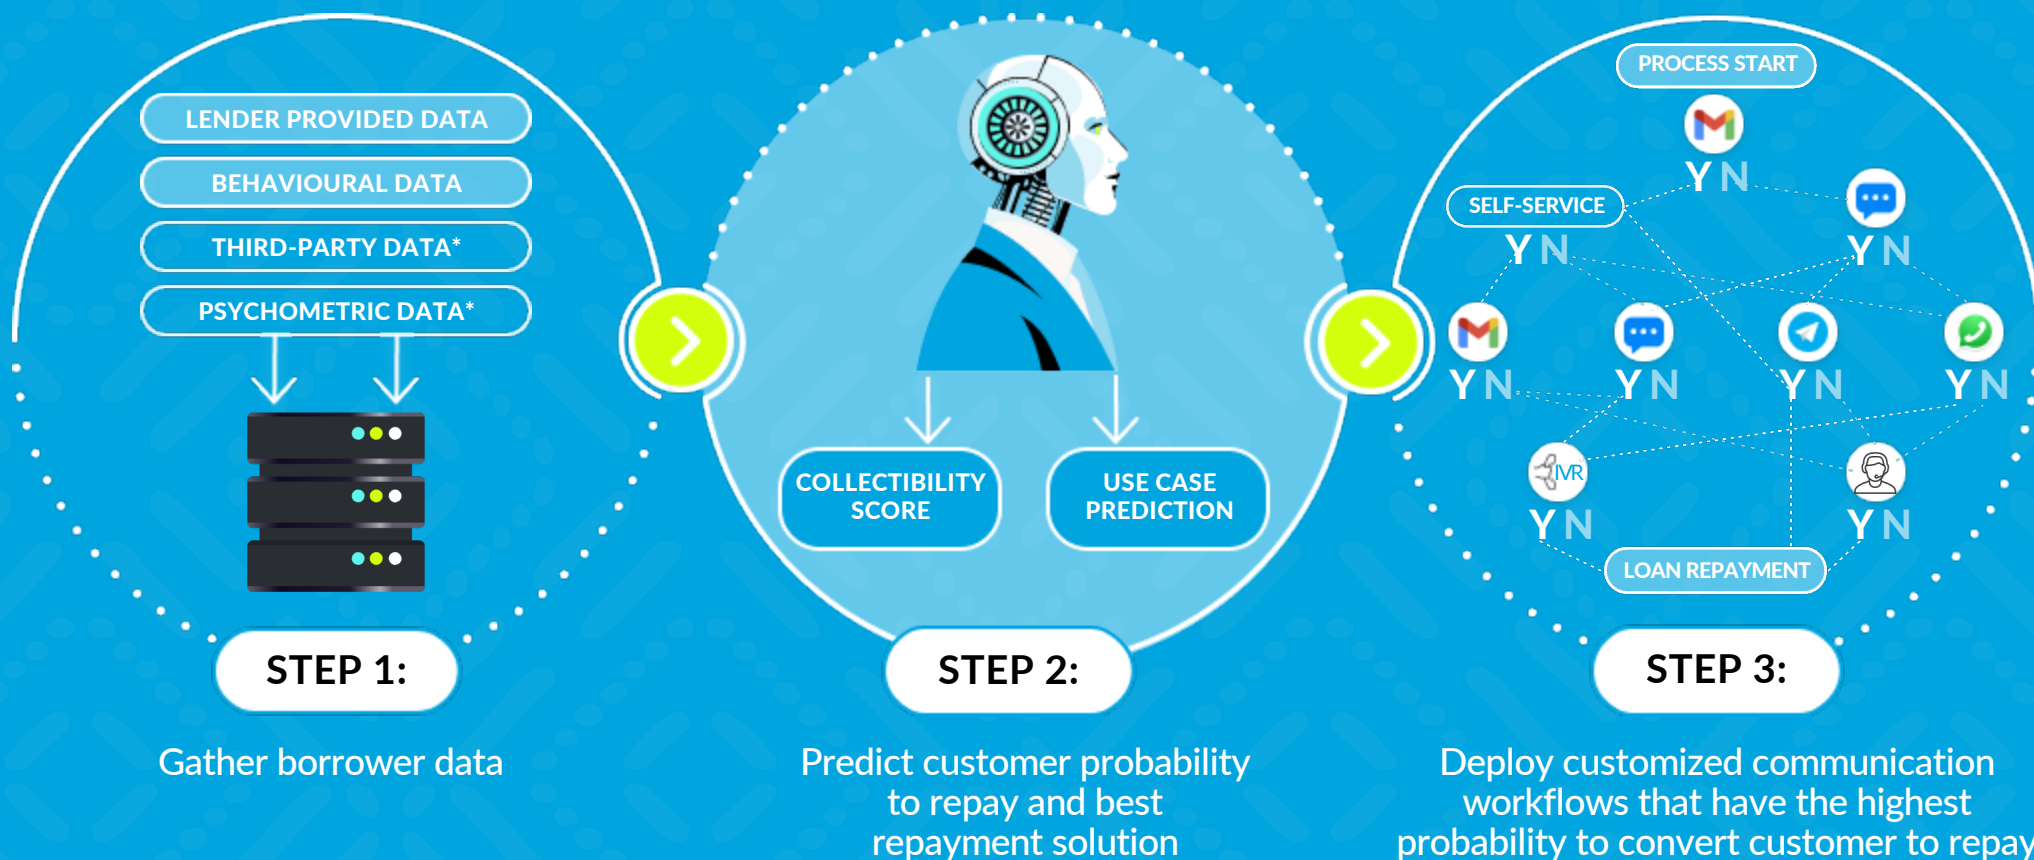 LENDER PROVIDED DATA
BEHAVIOURAL DATA
THIRD-PARTY DATA*
PSYCHOMETRIC DATA*
STEP 1:
Gather borrower data
COLLECTIBILITY
SCORE
USE CASE
PREDICTION
STEP 2:
Predict customer probability
to repay and best
repayment solution
PROCESS START
Y N
SELF-SERVICE
Y N
Y N
Y N
Y N
Y N
Y N
IVR
Y N
Y N
LOAN REPAYMENT
STEP 3:
Deploy customized communication
workflows that have the highest
probability to convert customer to repay